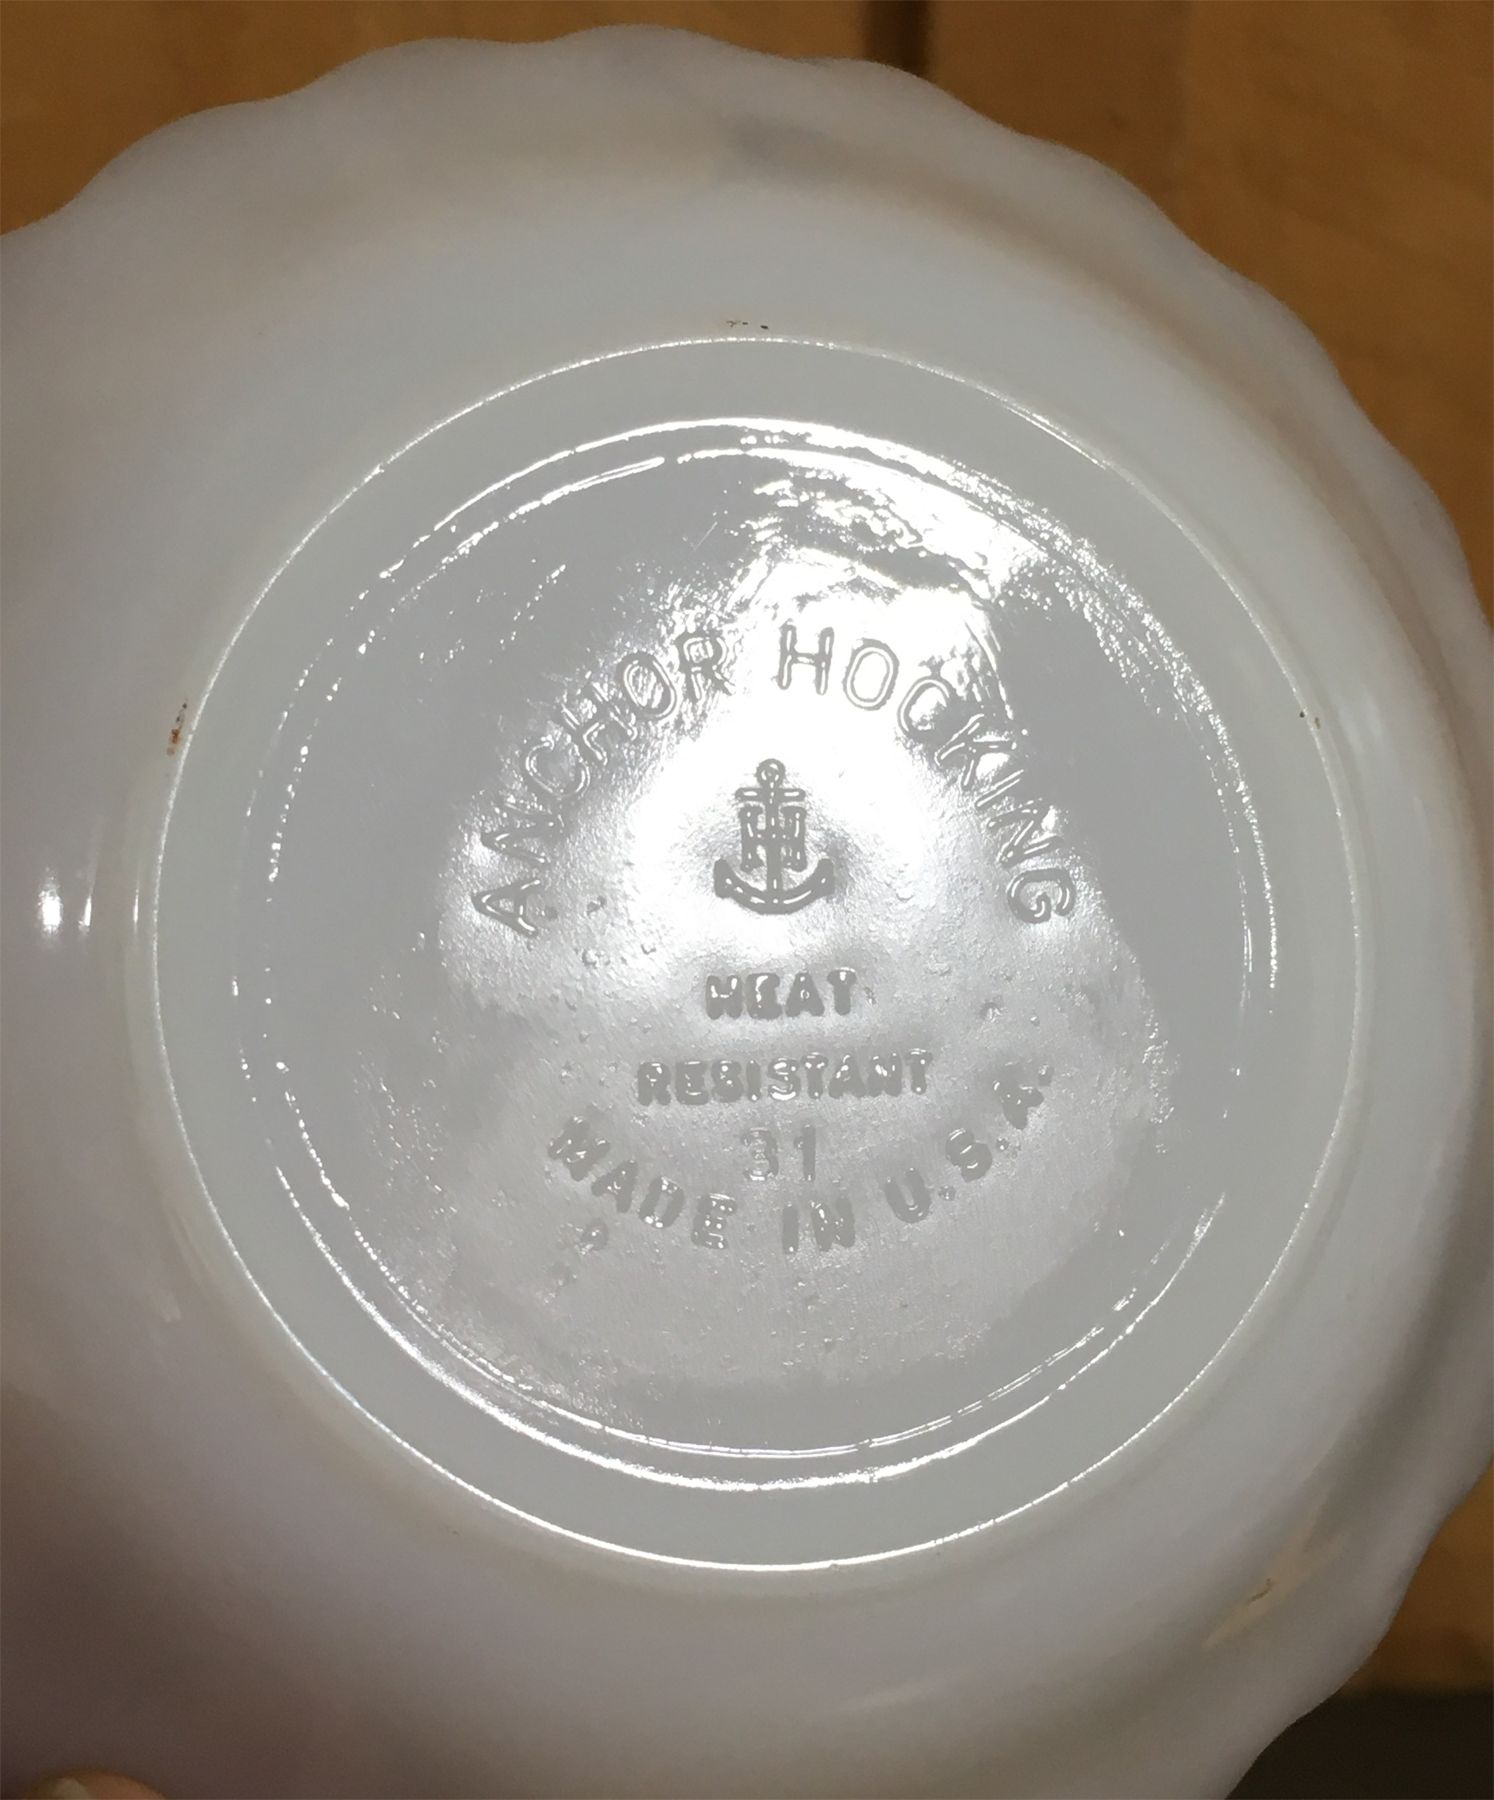 ANCHOR HOCKING
H
HEAT
RESISTANT
31
MADE IN U.S.A.